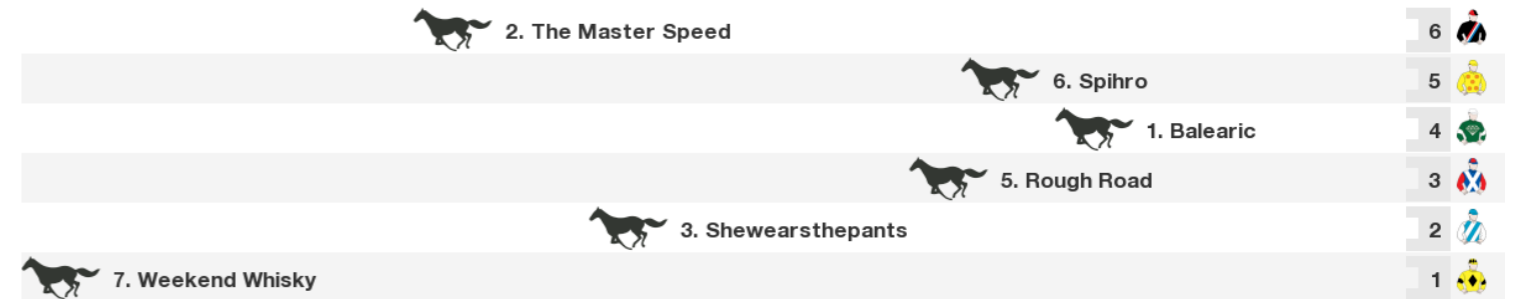 2. The Master Speed 6
6. Spihro 5
1. Balearic 4
5. Rough Road 3
3. Shewearsthepants 2
7. Weekend Whisky 1